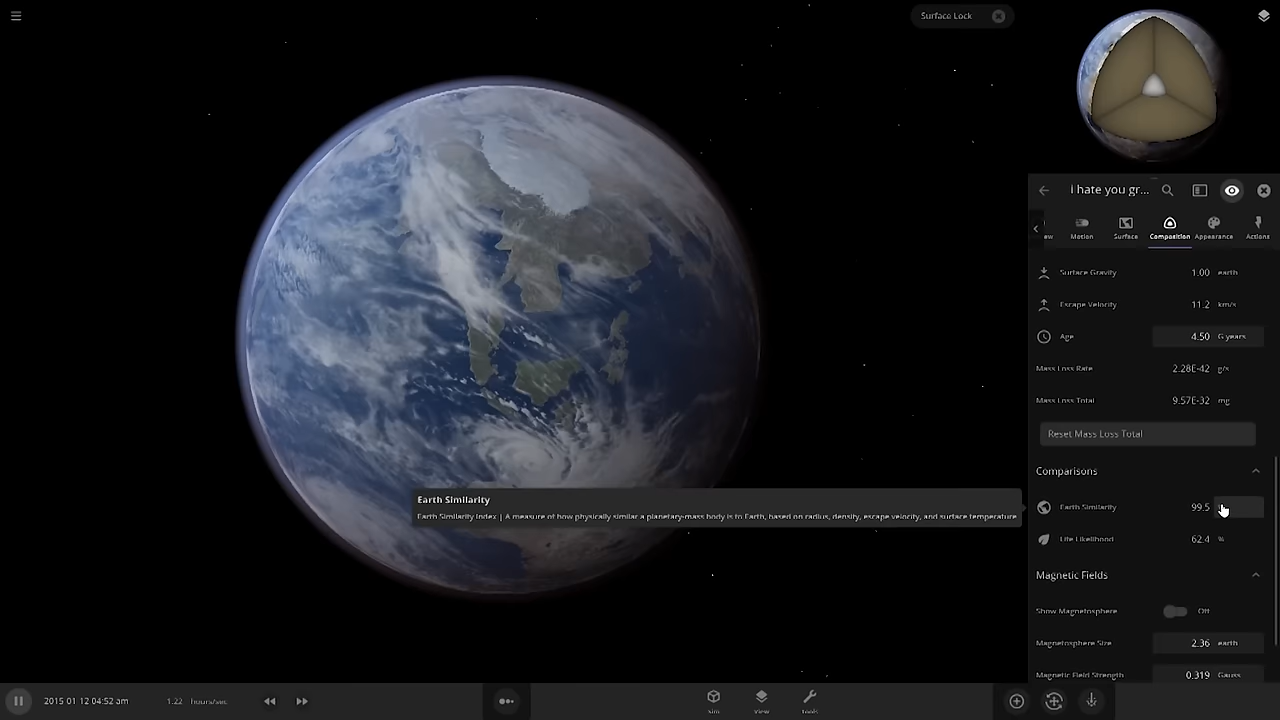 Surface Lock
i hate you gr...
Motion
Surface
Composition
Appearance
Actions
Surface Gravity 1.00 earth
Escape Velocity 11.2 km/s
Age 4.50 G years
Mass Loss Rate 2.28E-42 g/s
Mass Loss Total 9.57E-32 mg
Reset Mass Loss Total
Comparisons
Earth Similarity
Earth Similarity Index | A measure of how physically similar a planetary-mass body is to Earth, based on radius, density, escape velocity, and surface temperature
Earth Similarity 99.5
Life Likelihood 62.4 %
Magnetic Fields
Show Magnetosphere Off
Magnetosphere Size 2.36 earth
Magnetic Field Strength 0.319 Gauss
2015 01 12 04:52 am
1.22 hours/sec
Sim
View
Tools